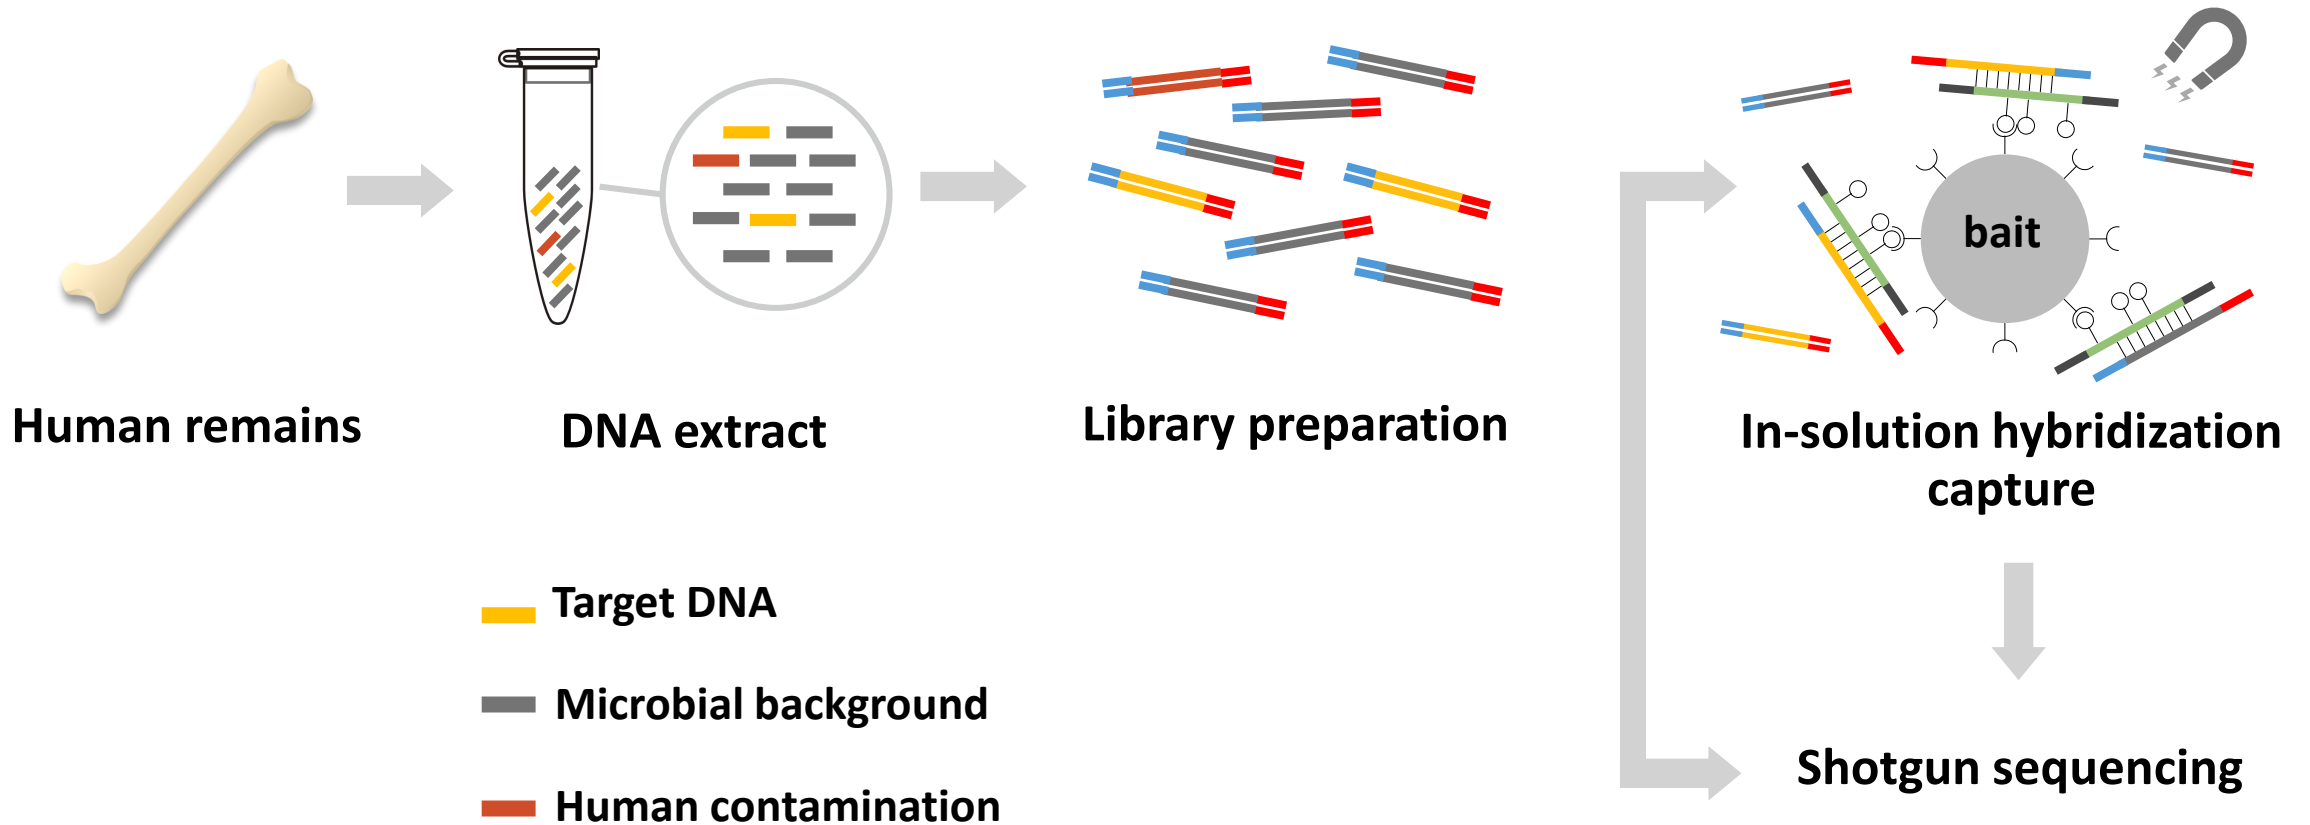 Human remains
DNA extract
Library preparation
bait
In-solution hybridization
capture
Target DNA
Microbial background
Human contamination
Shotgun sequencing